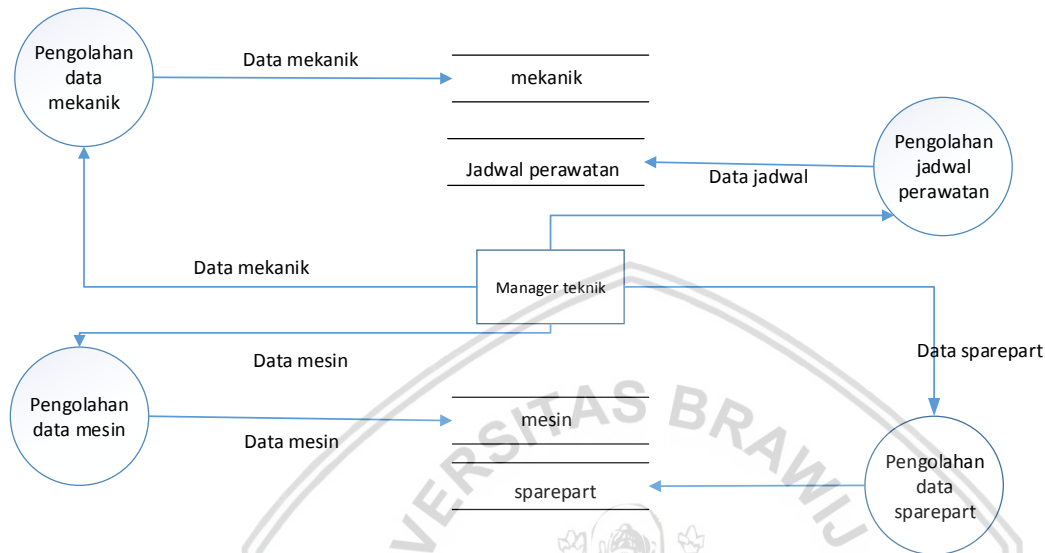 Pengolahan
data
mekanik
Data mekanik
mekanik
Pengolahan
jadwal
perawatan
Jadwal perawatan
Data jadwal
Data mekanik
Manager teknik
Data mesin
Data sparepart
Pengolahan
data mesin
Data mesin
mesin
Pengolahan
data
sparepart
sparepart
VERSITAS BRAWIJ